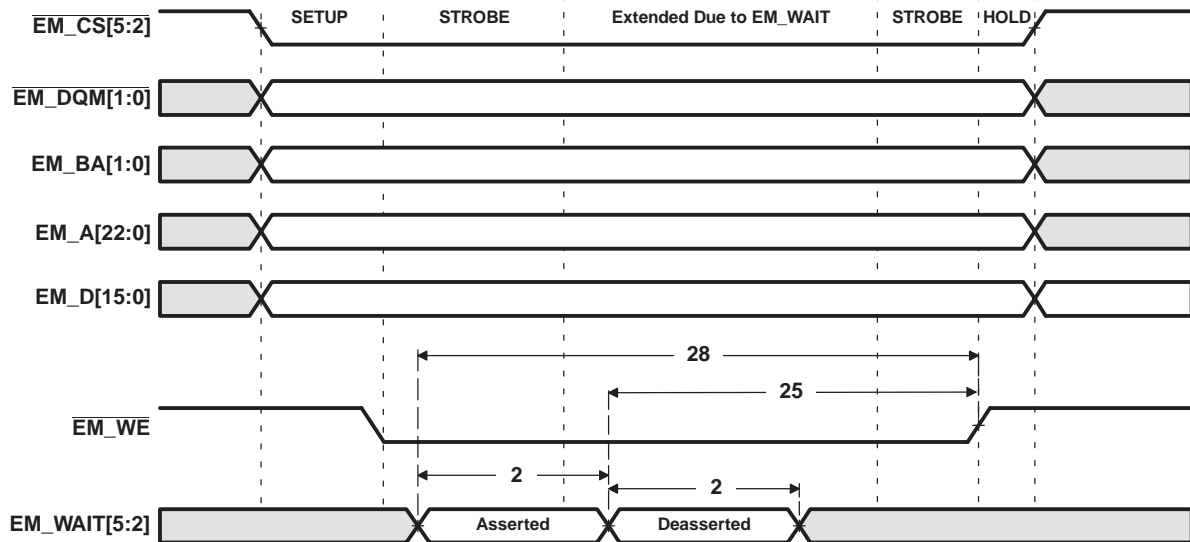 SETUP STROBE Extended Due to EM_WAIT STROBE HOLD
EM_CS[5:2]
EM_DQM[1:0]
EM_BA[1:0]
EM_A[22:0]
EM_D[15:0]
28
25
EM_WE
2
2
EM_WAIT[5:2] Asserted Deasserted